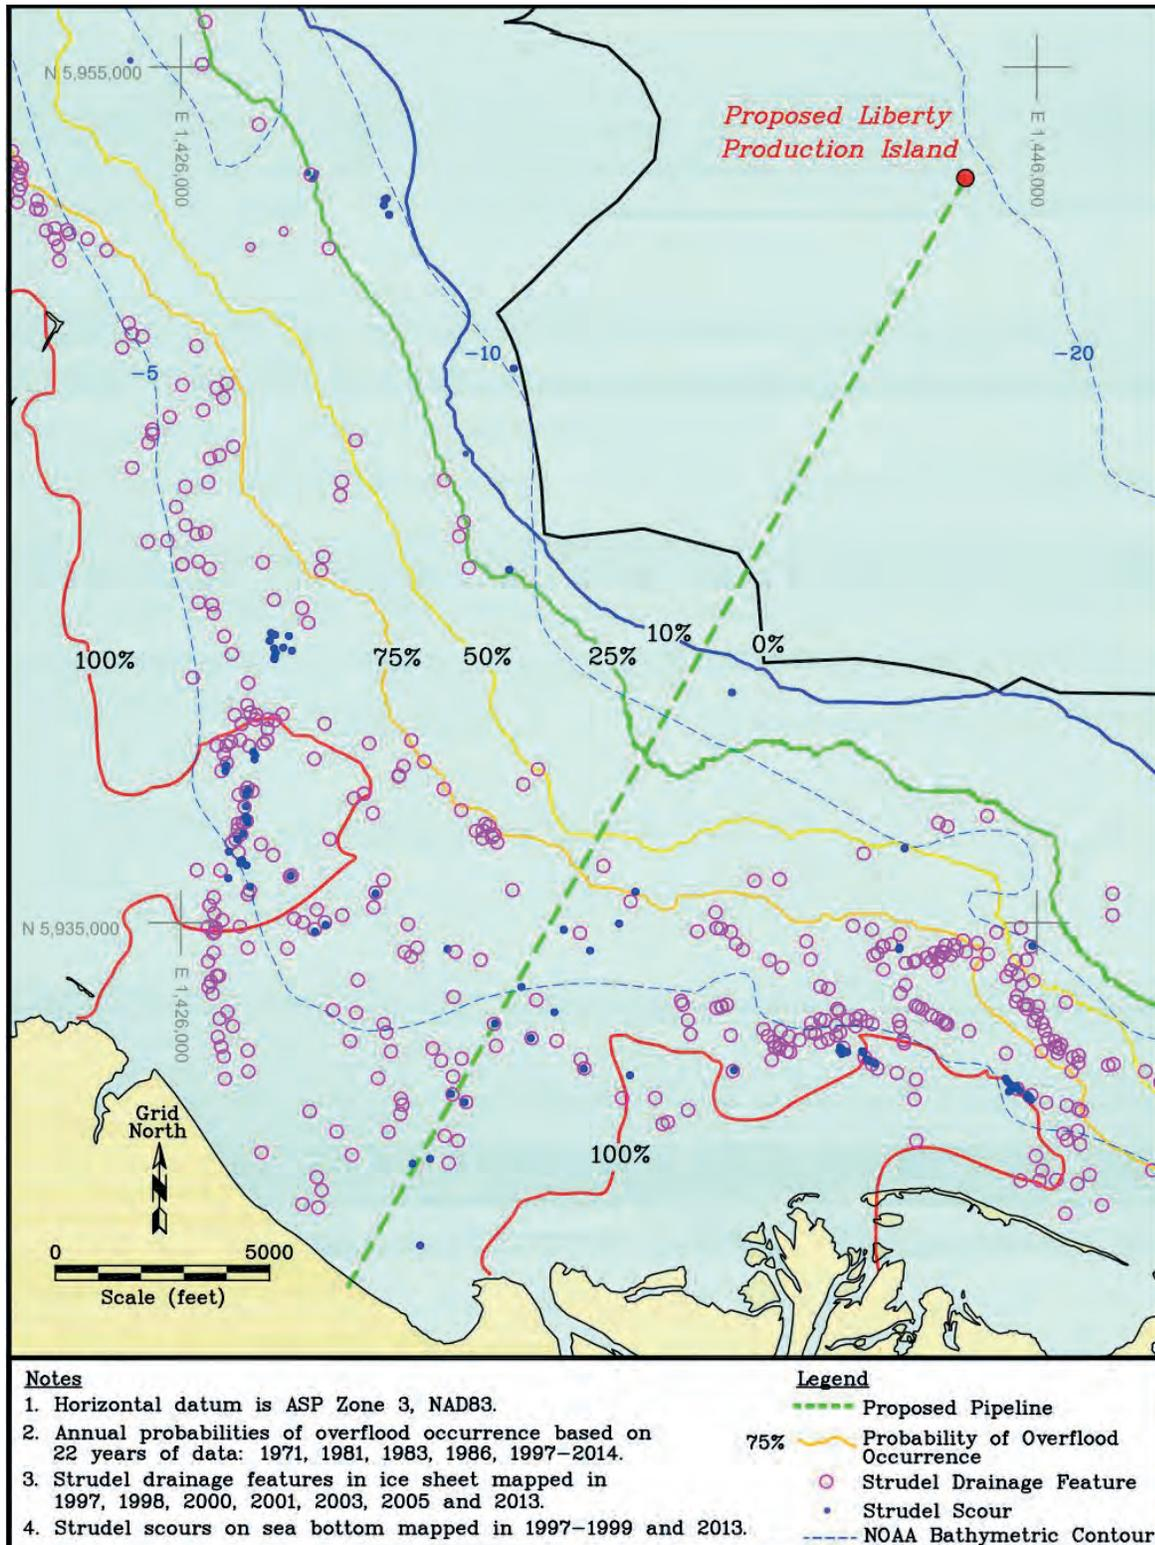 N 5,955,000
E 1,426,000
Proposed Liberty
Production Island
E 1,446,000
-5
-10
-20
100%
75%
50%
25%
10%
0%
N 5,935,000
E 1,426,000
Grid
North
100%
0 5000
Scale (feet)
Notes
1. Horizontal datum is ASP Zone 3, NAD83.
2. Annual probabilities of overflood occurrence based on
22 years of data: 1971, 1981, 1983, 1986, 1997-2014.
3. Strudel drainage features in ice sheet mapped in
1997, 1998, 2000, 2001, 2003, 2005 and 2013.
4. Strudel scours on sea bottom mapped in 1997-1999 and 2013.
Legend
Proposed Pipeline
75% Probability of Overflood
Occurrence
Strudel Drainage Feature
Strudel Scour
NOAA Bathymetric Contour